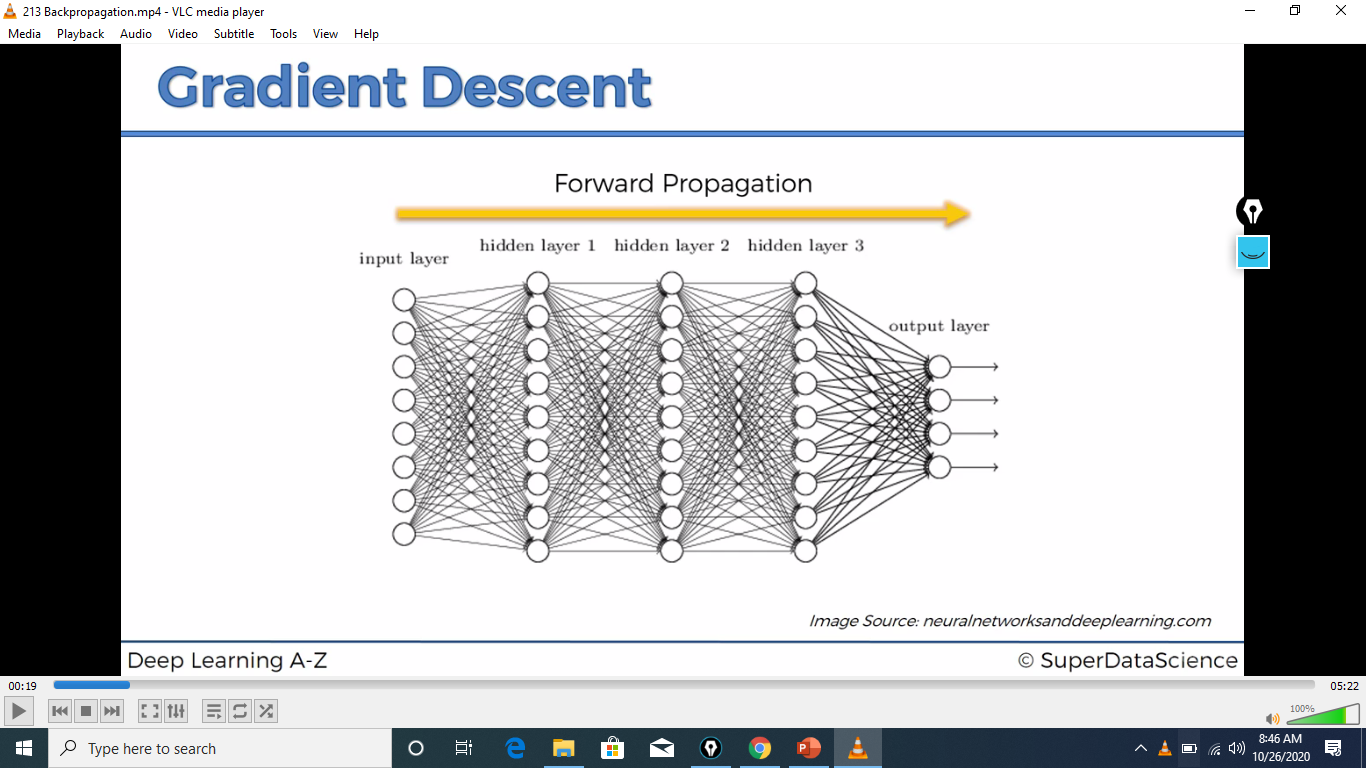 213 Backpropagation.mp4 - VLC media player
Media Playback Audio Video Subtitle Tools View Help
Gradient Descent
Forward Propagation
input layer
hidden layer 1
hidden layer 2
hidden layer 3
output layer
Image Source: neuralnetworksanddeeplearning.com
Deep Learning A-Z
© SuperDataScience
00:19
05:22
100%
Type here to search
8:46 AM
10/26/2020